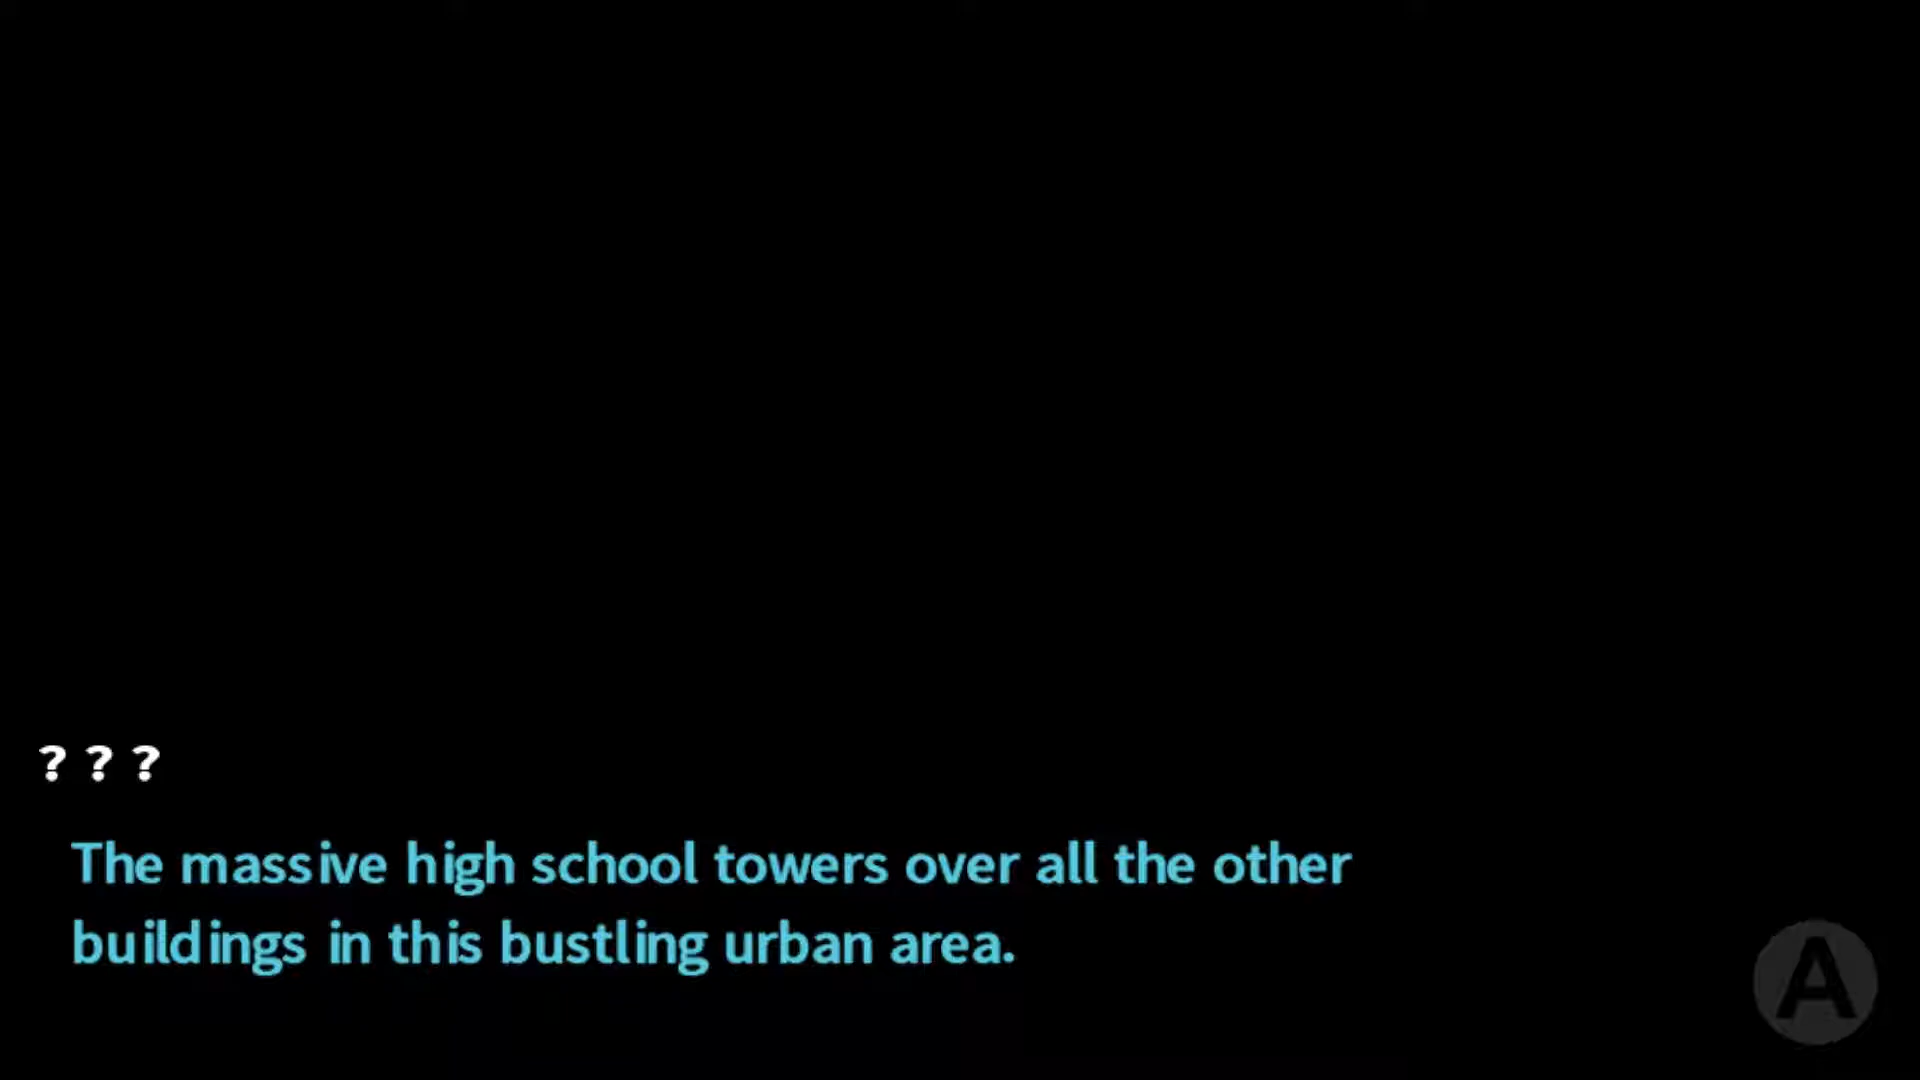 ? ? ?
The massive high school towers over all the other
buildings in this bustling urban area.
A